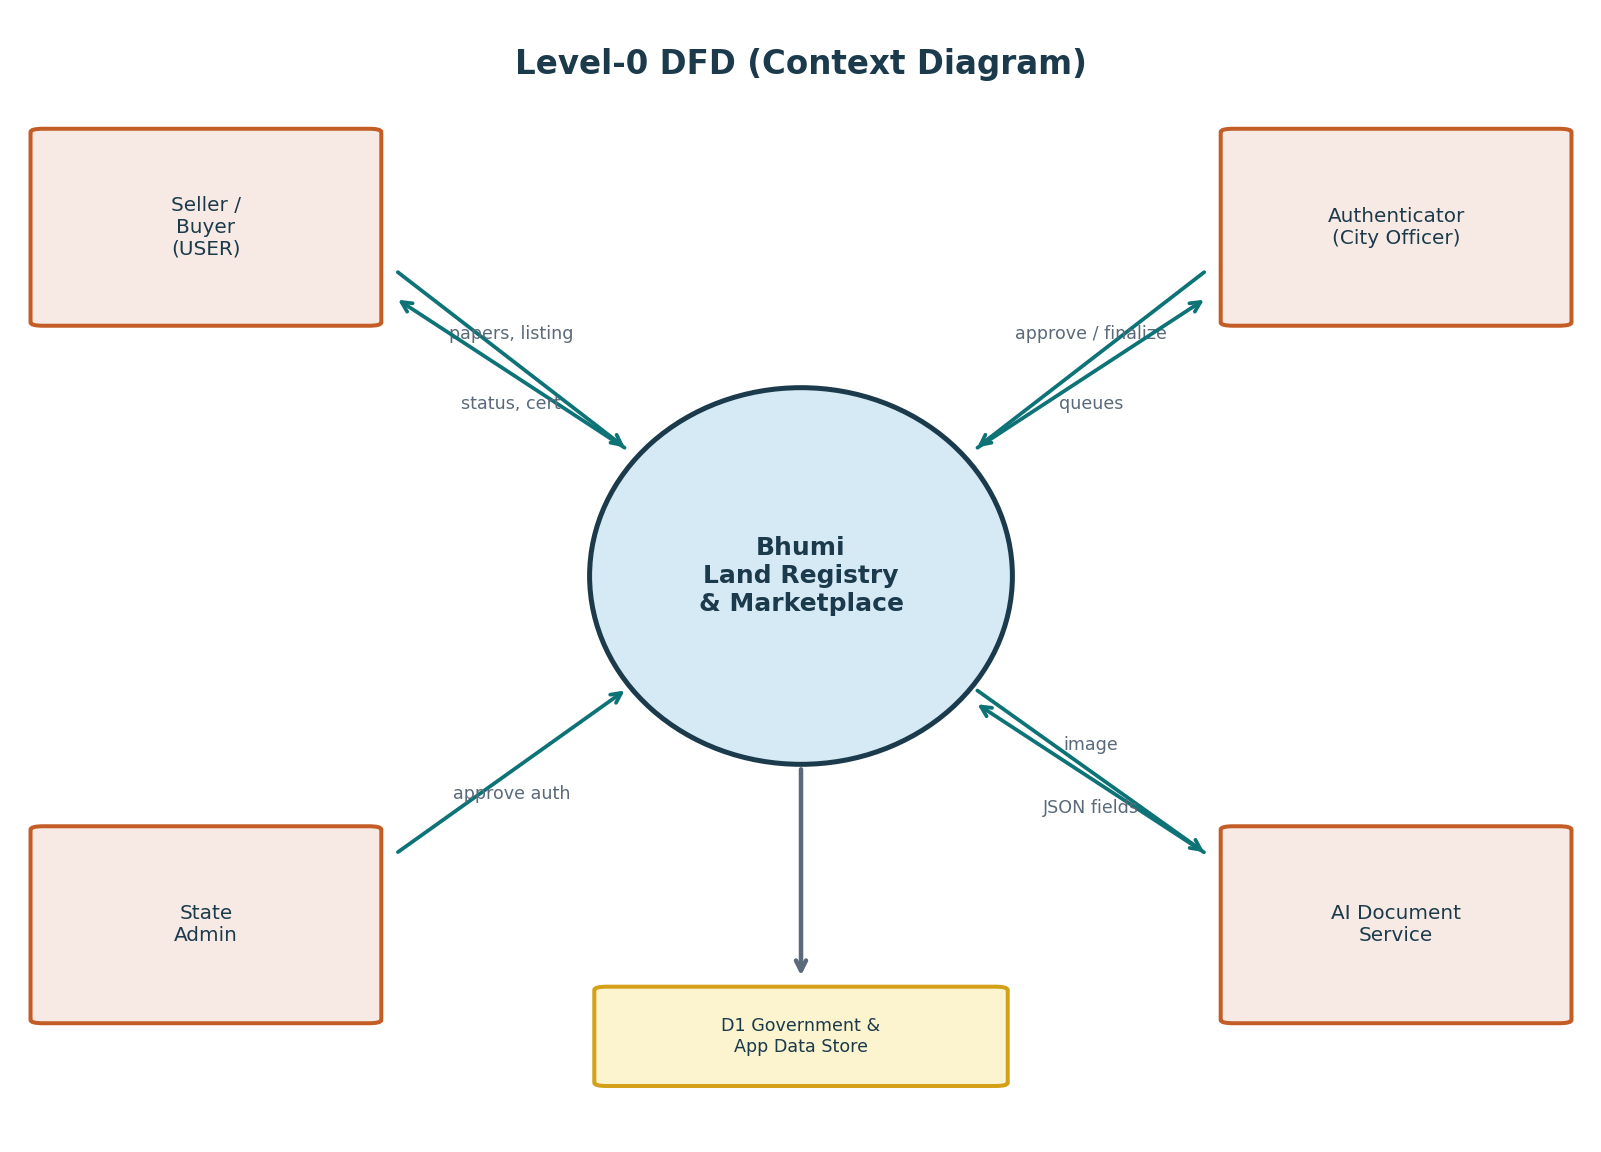 Level-0 DFD (Context Diagram)
Seller /
Buyer
(USER)
Authenticator
(City Officer)
papers, listing
approve / finalize
status, cert
queues
Bhumi
Land Registry
& Marketplace
image
approve auth
JSON fields
State
Admin
AI Document
Service
D1 Government &
App Data Store